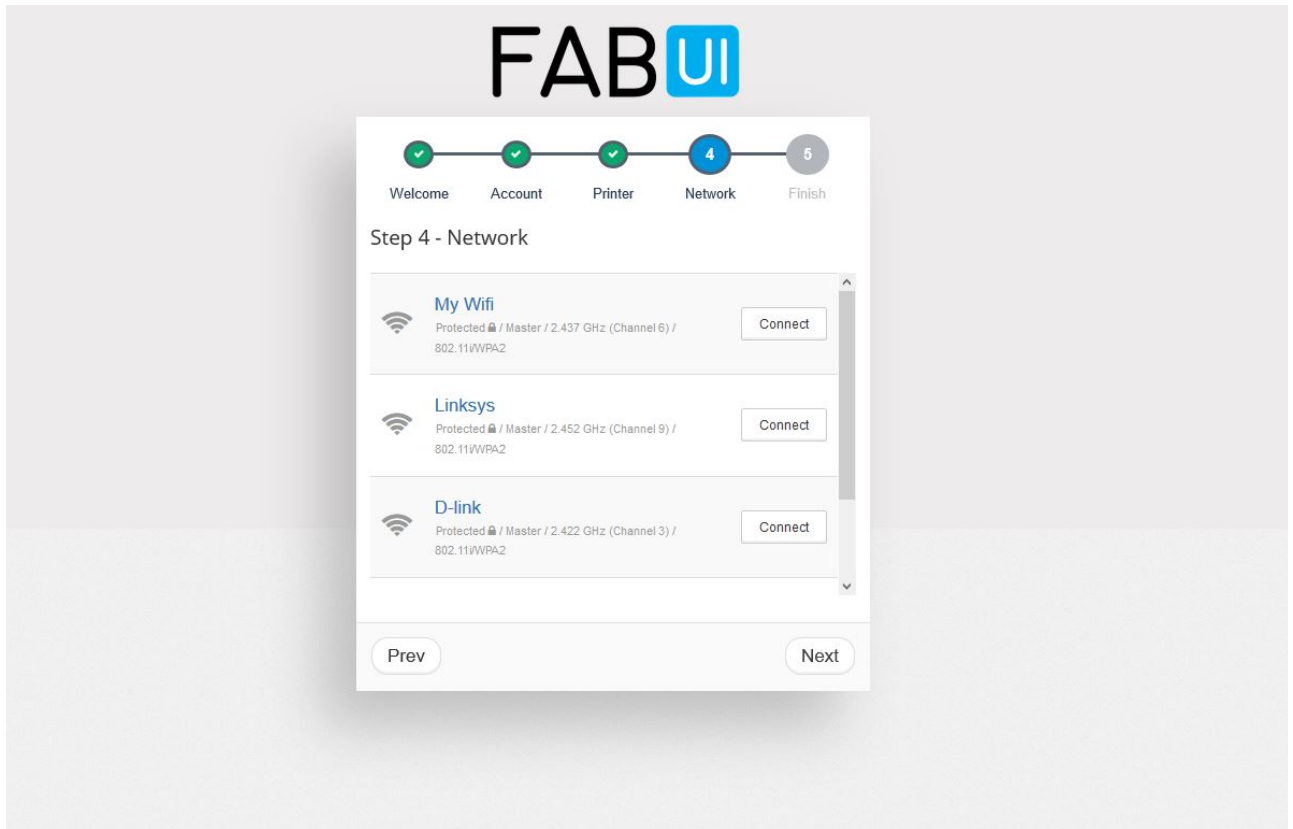 FABUI
4 5
Welcome Account Printer Network Finish
Step 4 - Network
My Wifi
Protected / Master / 2.437 GHz (Channel 6) /
802.11i/WPA2
Connect
Linksys
Protected / Master / 2.452 GHz (Channel 9) /
802.11i/WPA2
Connect
D-link
Protected / Master / 2.422 GHz (Channel 3) /
802.11i/WPA2
Connect
Prev Next